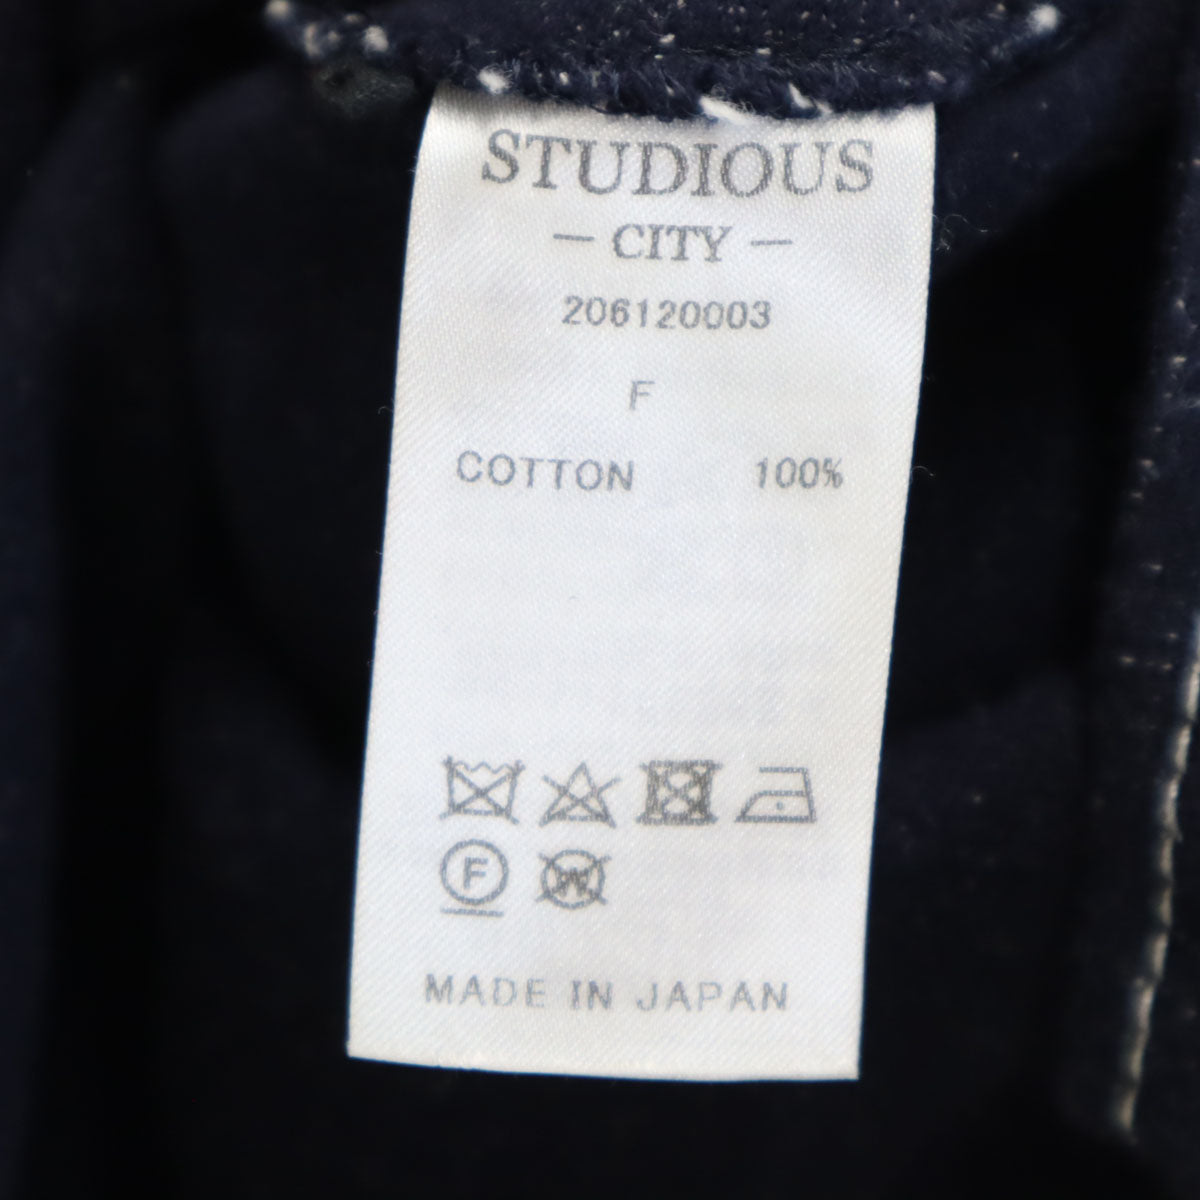 STUDIOUS
— CITY —
206120003
F
COTTON 100%
F W
MADE IN JAPAN